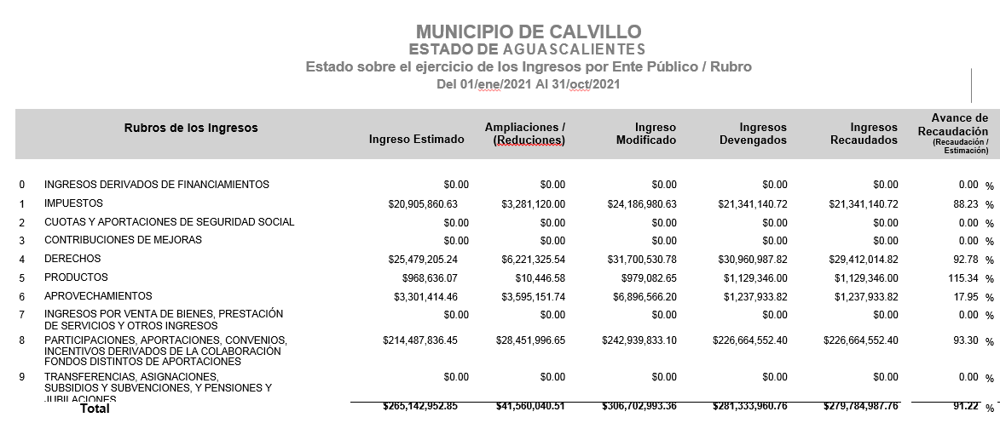 MUNICIPIO DE CALVILLO
ESTADO DE AGUASCALIENTES
Estado sobre el ejercicio de los Ingresos por Ente Público / Rubro
Del 01/ene/2021 Al 31/oct/2021
Rubros de los Ingresos Ingreso Estimado Ampliaciones / (Reduciones) Ingreso Modificado Ingresos Devengados Ingresos Recaudados Avance de Recaudación (Recaudación / Estimación)
0 INGRESOS DERIVADOS DE FINANCIAMIENTOS $0.00 $0.00 $0.00 $0.00 $0.00 0.00 %
1 IMPUESTOS $20,905,860.63 $3,281,120.00 $24,186,980.63 $21,341,140.72 $21,341,140.72 88.23 %
2 CUOTAS Y APORTACIONES DE SEGURIDAD SOCIAL $0.00 $0.00 $0.00 $0.00 $0.00 0.00 %
3 CONTRIBUCIONES DE MEJORAS $0.00 $0.00 $0.00 $0.00 $0.00 0.00 %
4 DERECHOS $25,479,205.24 $6,221,325.54 $31,700,530.78 $30,960,987.82 $29,412,014.82 92.78 %
5 PRODUCTOS $968,636.07 $10,446.58 $979,082.65 $1,129,346.00 $1,129,346.00 115.34 %
6 APROVECHAMIENTOS $3,301,414.46 $3,595,151.74 $6,896,566.20 $1,237,933.82 $1,237,933.82 17.95 %
7 INGRESOS POR VENTA DE BIENES, PRESTACIÓN $0.00 $0.00 $0.00 $0.00 $0.00 0.00 %
DE SERVICIOS Y OTROS INGRESOS
8 PARTICIPACIONES, APORTACIONES, CONVENIOS, $214,487,836.45 $28,451,996.65 $242,939,833.10 $226,664,552.40 $226,664,552.40 93.30 %
INCENTIVOS DERIVADOS DE LA COLABORACIÓN
FONDOS DISTINTOS DE APORTACIONES
9 TRANSFERENCIAS, ASIGNACIONES, $0.00 $0.00 $0.00 $0.00 $0.00 0.00 %
SUBSIDIOS Y SUBVENCIONES, Y PENSIONES Y
JUBILACIONES
Total $265,142,952.85 $41,560,040.51 $306,702,993.36 $281,333,960.76 $279,784,987.76 91.22 %